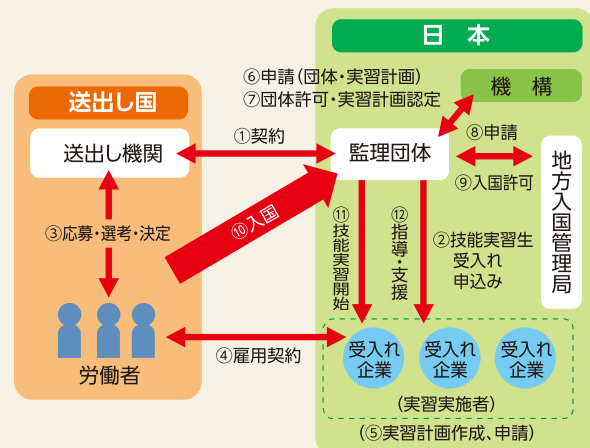 日本
⑥申請(団体・実習計画)
⑦団体許可・実習計画認定
機構
送出し国
送出し機関
①契約
監理団体
⑧申請
⑨入国許可
地方入国管理局
③応募・選考・決定
⑩入国
⑪技能実習開始
⑫指導・支援
②技能実習生
受入れ
申込み
労働者
④雇用契約
受入れ
企業
受入れ
企業
受入れ
企業
(実習実施者)
(⑤実習計画作成、申請)